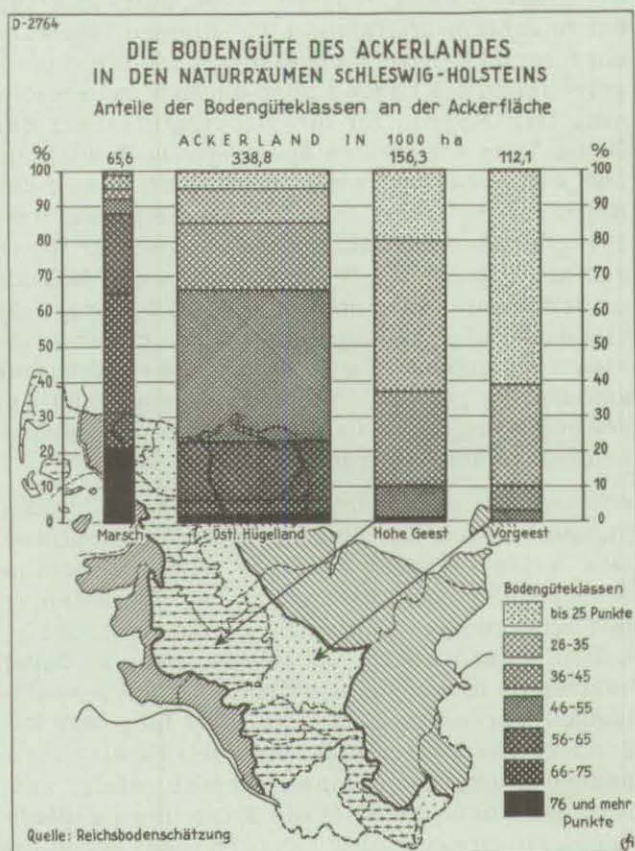 D-2764
DIE BODENGÜTE DES ACKERLANDES
IN DEN NATURRÄUMEN SCHLESWIG-HOLSTEINS
Anteile der Bodengüteklassen an der Ackerfläche
ACKERLAND IN 1000 ha
% 65,6 338,8 156,3 112,1 %
100 100
90 90
80 80
70 70
60 60
50 50
40 40
30 30
20 20
10 10
0 0
Marsch Östl. Hügelland Hohe Geest Vorgeest
Bodengüteklassen
bis 25 Punkte
26-35
36-45
46-55
56-65
66-75
76 und mehr
Punkte
Quelle: Reichsbodenschätzung